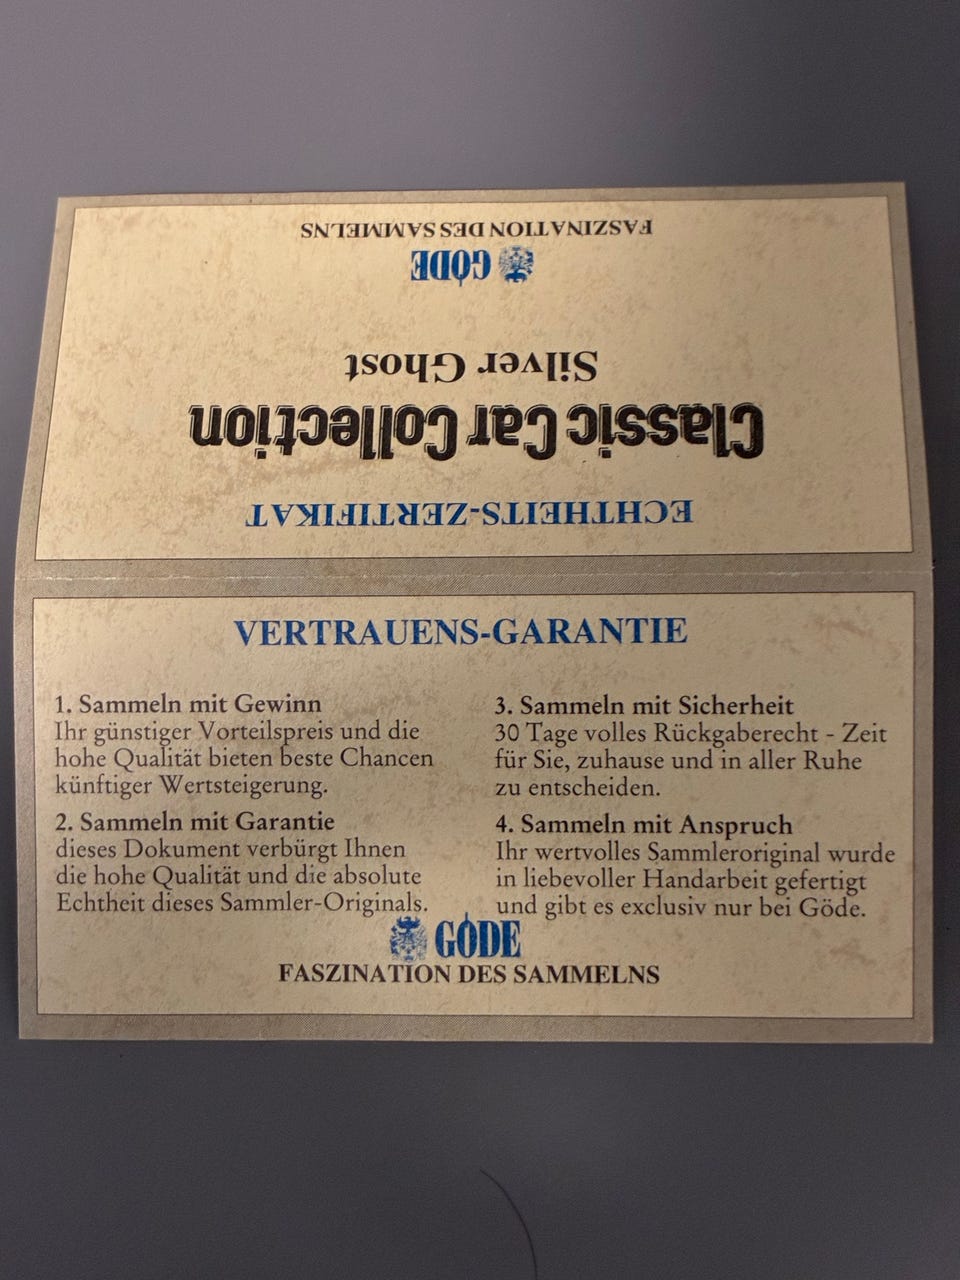 ECHTHEITS-ZERTIFIKAT
Classic Car Collection
Silver Ghost
GÖDE
FASZINATION DES SAMMELNS
VERTRAUENS-GARANTIE
1. Sammeln mit Gewinn
Ihr günstiger Vorteilspreis und die
hohe Qualität bieten beste Chancen
künftiger Wertsteigerung.
2. Sammeln mit Garantie
dieses Dokument verbürgt Ihnen
die hohe Qualität und die absolute
Echtheit dieses Sammler-Originals.
3. Sammeln mit Sicherheit
30 Tage volles Rückgaberecht - Zeit
für Sie, zuhause und in aller Ruhe
zu entscheiden.
4. Sammeln mit Anspruch
Ihr wertvolles Sammleroriginal wurde
in liebevoller Handarbeit gefertigt
und gibt es exclusiv nur bei Göde.
GÖDE
FASZINATION DES SAMMELNS